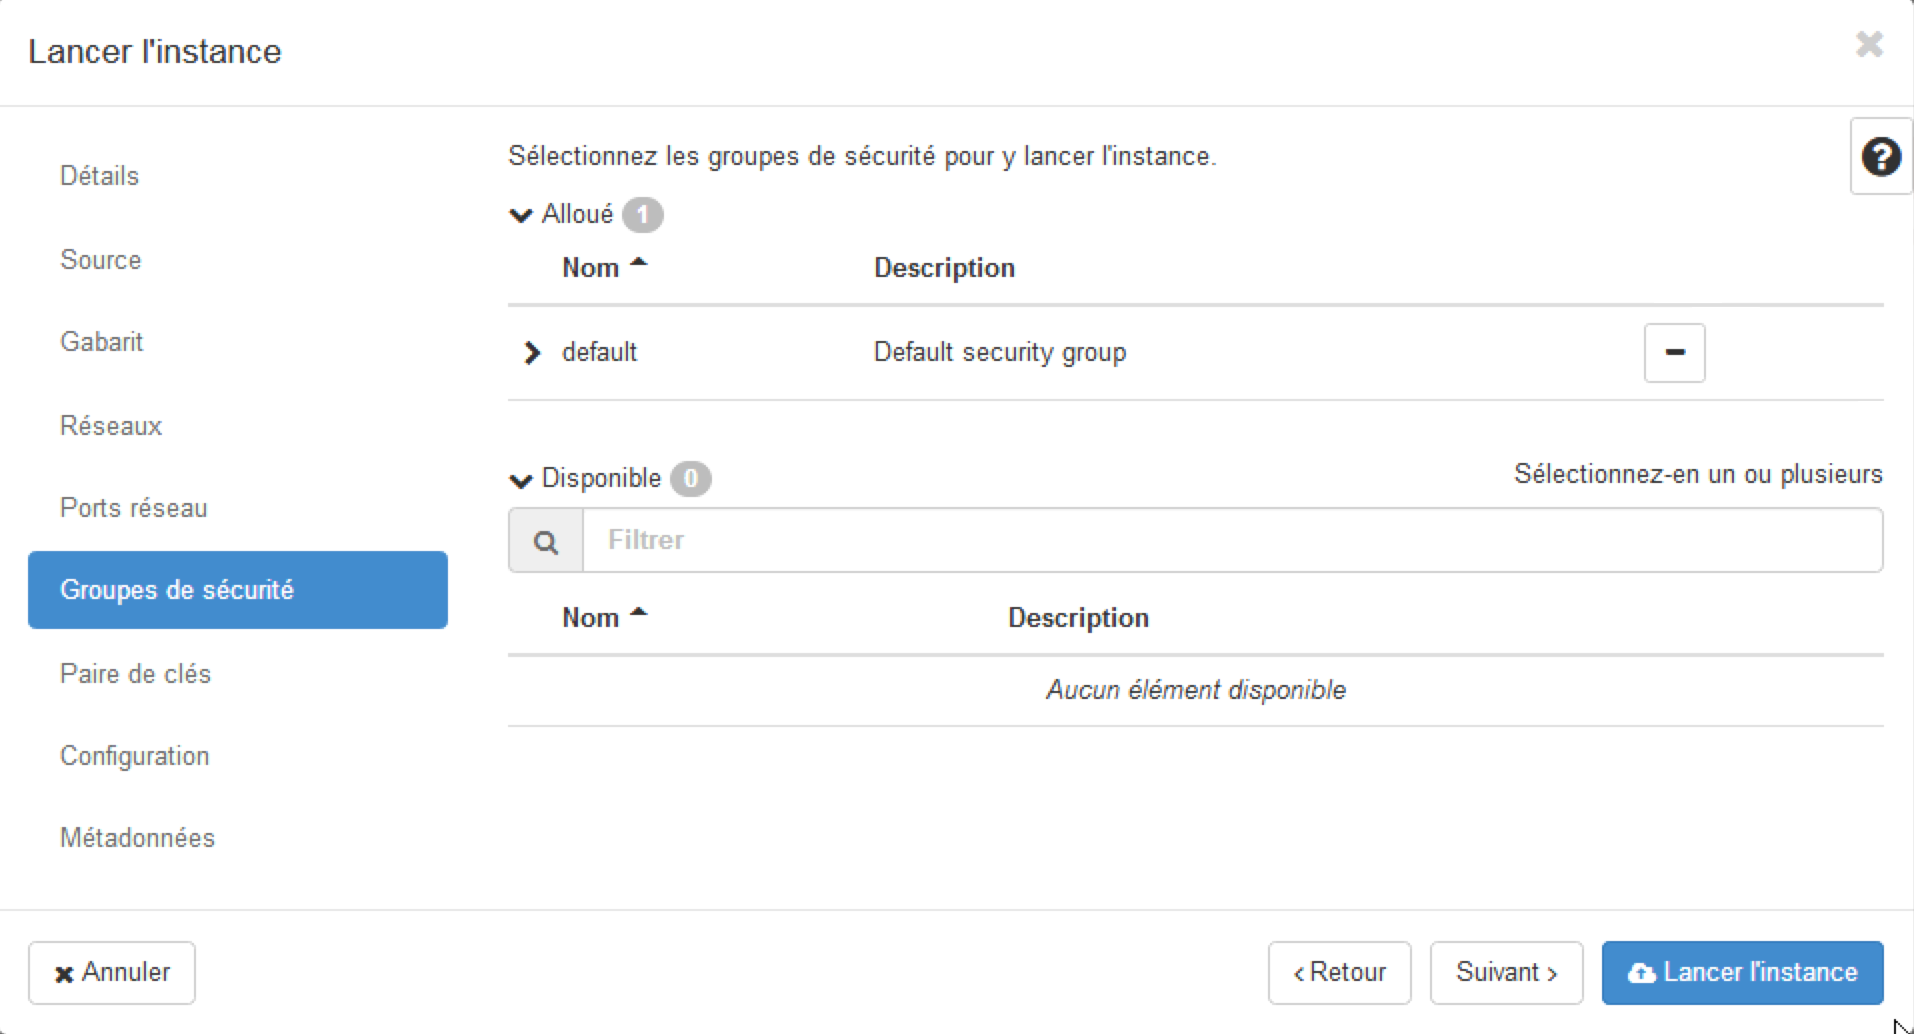 Lancer l'instance
Détails
Source
Gabarit
Réseaux
Ports réseau
Groupes de sécurité
Paire de clés
Configuration
Métadonnées
Sélectionnez les groupes de sécurité pour y lancer l'instance.
Alloué 1
Nom Description
default Default security group
Disponible 0 Sélectionnez-en un ou plusieurs
Filtrer
Nom Description
Aucun élément disponible
Annuler
‹ Retour
Suivant ›
Lancer l'instance